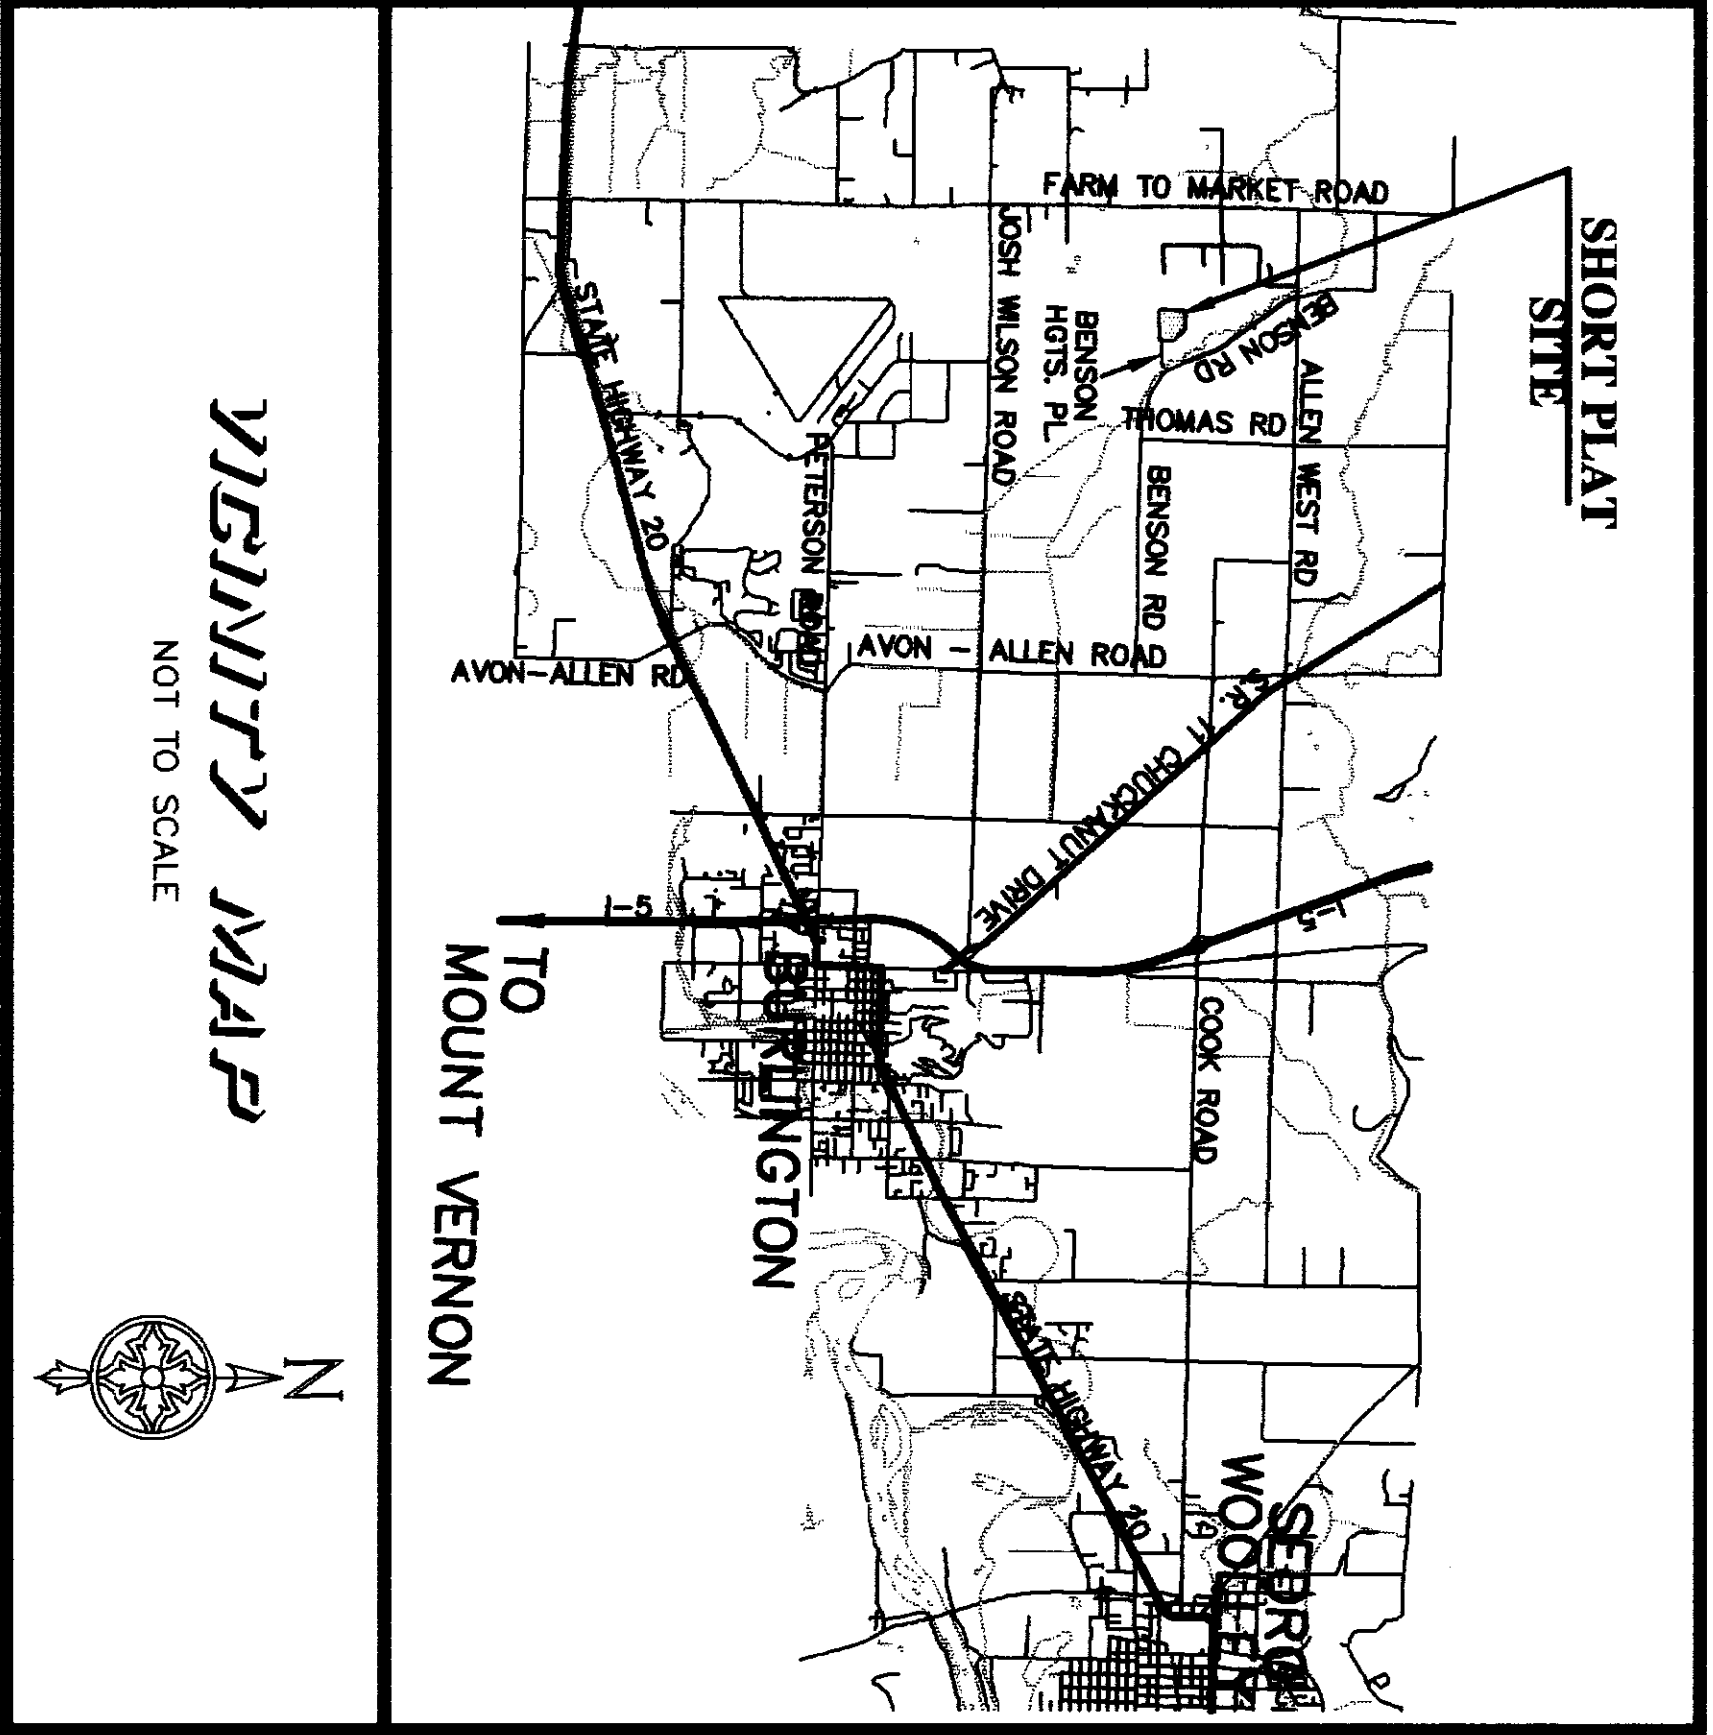 SHORT PLAT
SITE
FARM TO MARKET ROAD
BENSON RD
ALLEN WEST RD
THOMAS RD
BENSON
HGTS. PL
JOSH WILSON ROAD
BENSON RD
STATE HIGHWAY 20
PETERSON ROAD
AVON - ALLEN ROAD
AVON-ALLEN RD
S.R. 11 CHUCKANUT DRIVE
I-5
I-5
COOK ROAD
BURLINGTON
TO
MOUNT VERNON
STATE HIGHWAY 20
SEDRO
WOOLLEY
VICINITY MAP
NOT TO SCALE
N